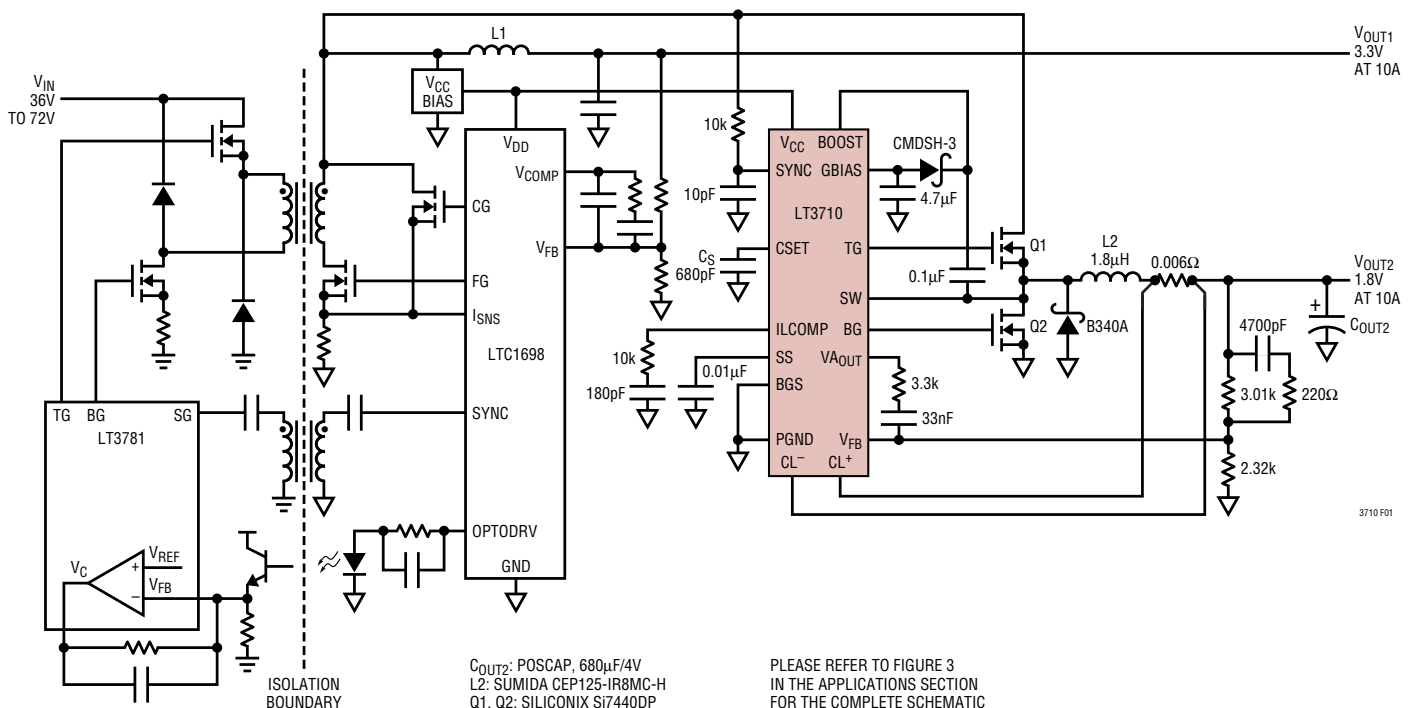 L1
VOUT1
3.3V
AT 10A
VIN
36V
TO 72V
VCC
BIAS
VDD
VCOMP
VFB
CG
FG
ISNS
LTC1698
SYNC
OPTODRV
GND
10k
10pF
CS
680pF
10k
180pF
0.01µF
VCC BOOST
SYNC GBIAS
LT3710
CSET TG
SW
ILCOMP BG
SS VAOUT
BGS
PGND VFB
CL– CL+
CMDSH-3
4.7µF
0.1µF
Q1
Q2
3.3k
33nF
L2
1.8µH
0.006Ω
B340A
VOUT2
1.8V
AT 10A
+
COUT2
4700pF
3.01k
220Ω
2.32k
TG BG SG
LT3781
VC
VREF
+
VFB
–
ISOLATION
BOUNDARY
COUT2: POSCAP, 680µF/4V
L2: SUMIDA CEP125-IR8MC-H
Q1, Q2: SILICONIX Si7440DP
PLEASE REFER TO FIGURE 3
IN THE APPLICATIONS SECTION
FOR THE COMPLETE SCHEMATIC
3710 F01